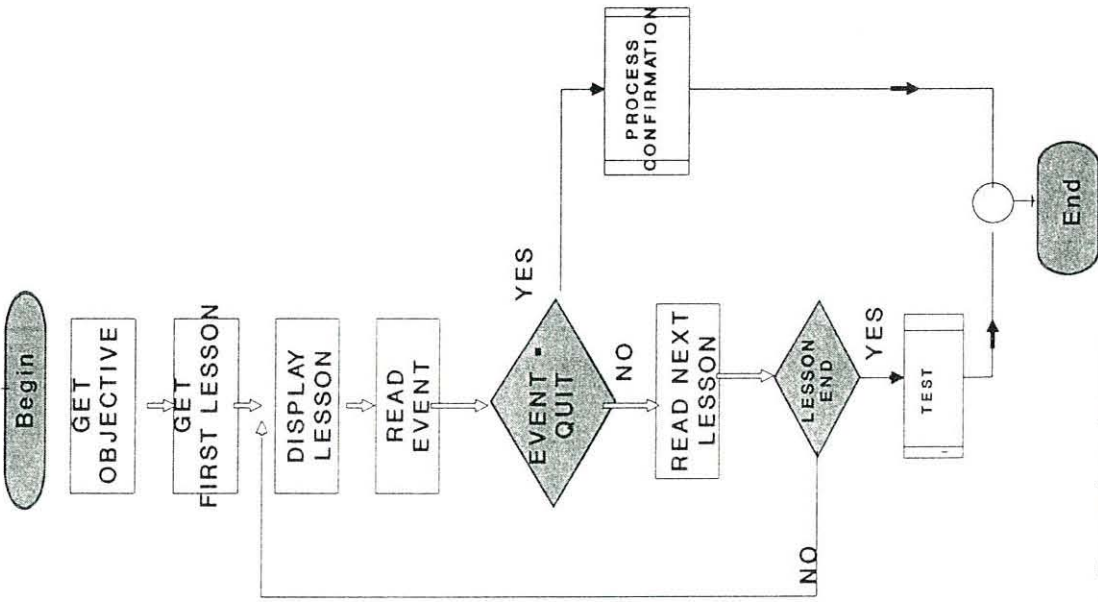 Begin
GET
OBJECTIVE
GET
FIRST LESSON
DISPLAY
LESSON
READ
EVENT
EVENT -
QUIT
YES
PROCESS
CONFIRMATION
NO
READ NEXT
LESSON
LESSON
END
NO
YES
TEST
End